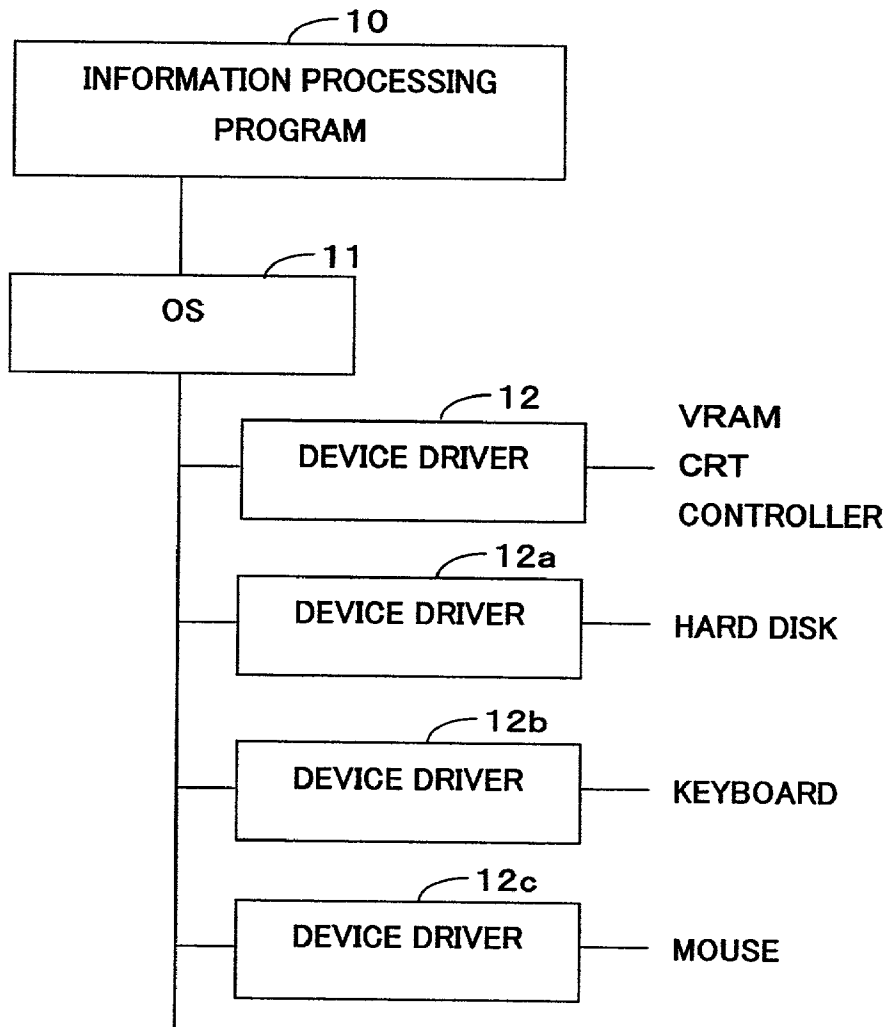 10
INFORMATION PROCESSING
PROGRAM
11
OS
12
DEVICE DRIVER
VRAM
CRT
CONTROLLER
12a
DEVICE DRIVER
HARD DISK
12b
DEVICE DRIVER
KEYBOARD
12c
DEVICE DRIVER
MOUSE